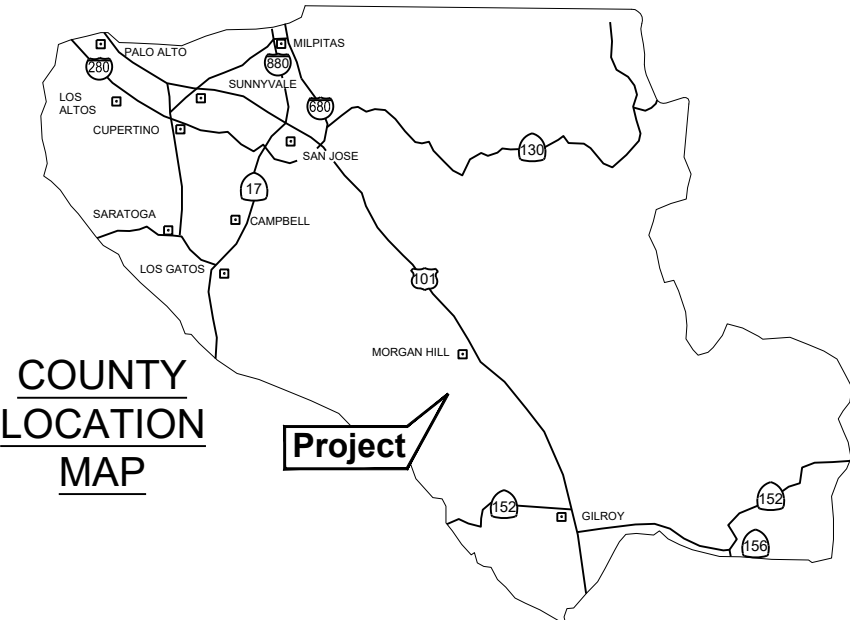 PALO ALTO
MILPITAS
280
880
SUNNYVALE
LOS
ALTOS
680
CUPERTINO
SAN JOSE
130
17
SARATOGA
CAMPBELL
LOS GATOS
101
MORGAN HILL
COUNTY
LOCATION
MAP
Project
152
GILROY
152
156